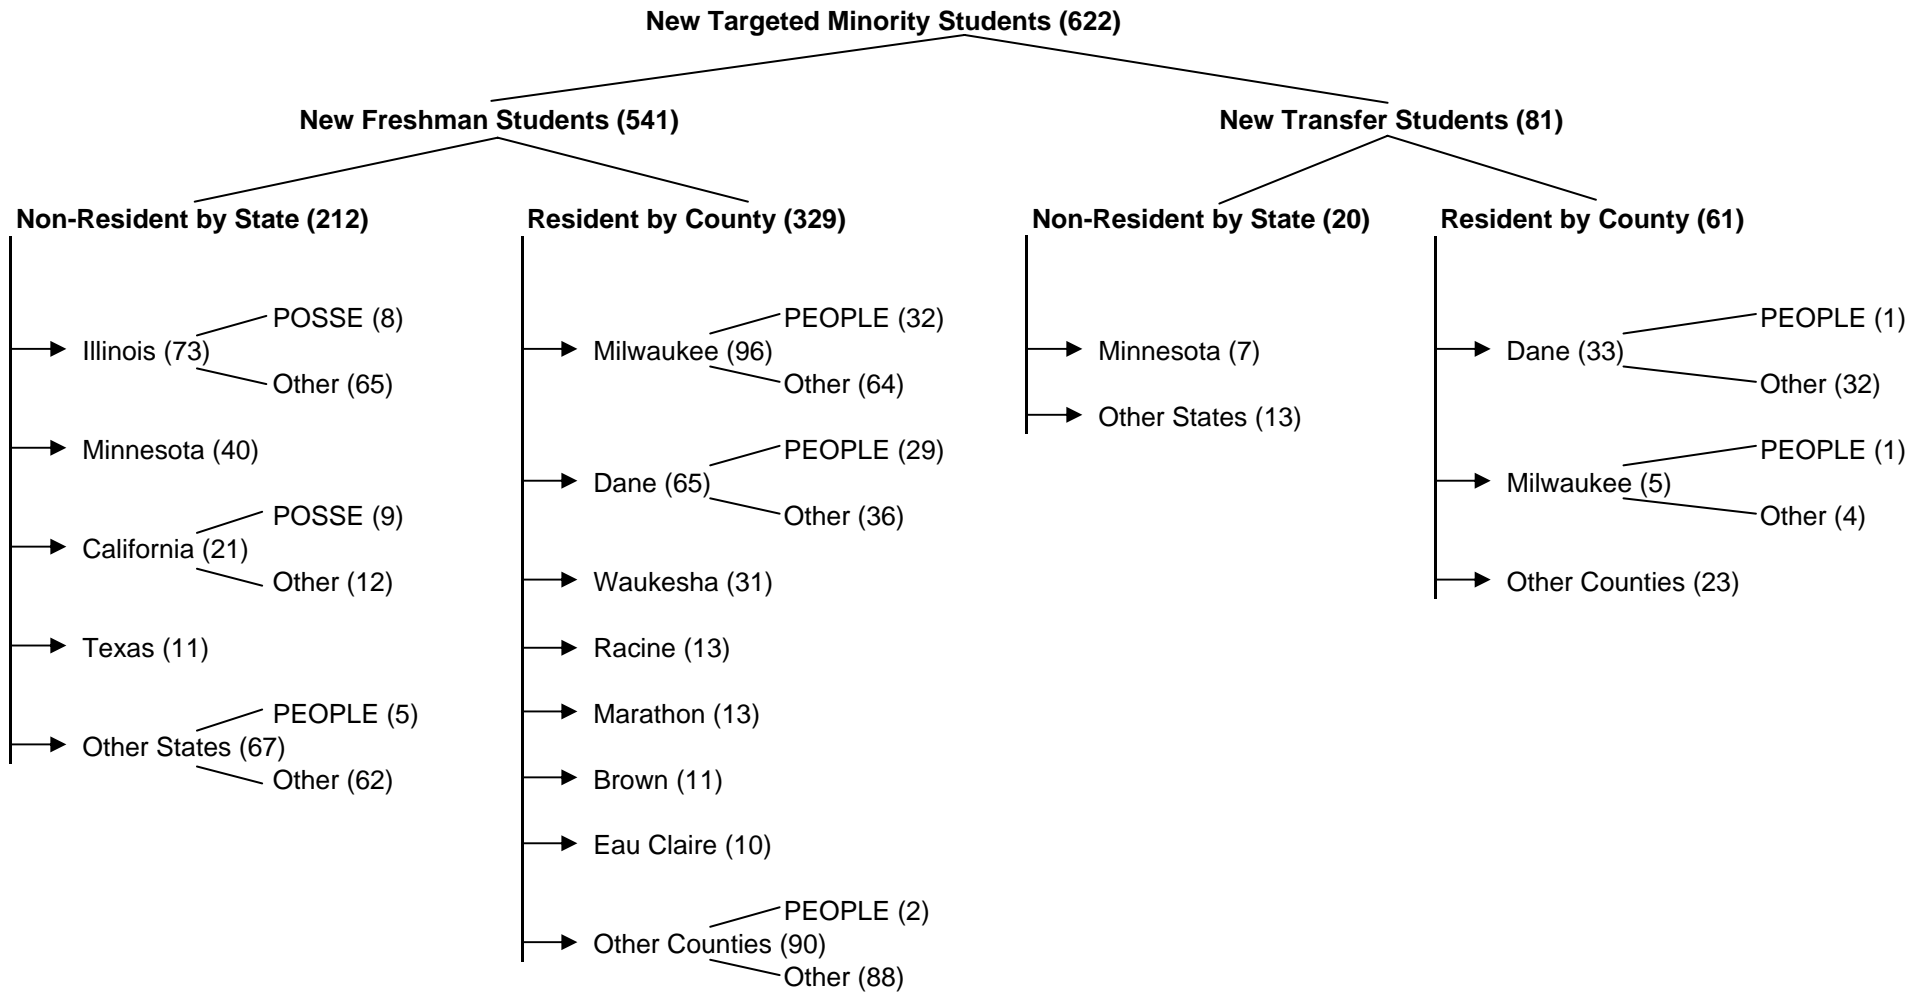 New Targeted Minority Students (622)
New Freshman Students (541)
New Transfer Students (81)
Non-Resident by State (212)
Resident by County (329)
Non-Resident by State (20)
Resident by County (61)
POSSE (8)
Illinois (73)
Other (65)
Minnesota (40)
POSSE (9)
California (21)
Other (12)
Texas (11)
PEOPLE (5)
Other States (67)
Other (62)
PEOPLE (32)
Milwaukee (96)
Other (64)
PEOPLE (29)
Dane (65)
Other (36)
Waukesha (31)
Racine (13)
Marathon (13)
Brown (11)
Eau Claire (10)
PEOPLE (2)
Other Counties (90)
Other (88)
Minnesota (7)
Other States (13)
PEOPLE (1)
Dane (33)
Other (32)
PEOPLE (1)
Milwaukee (5)
Other (4)
Other Counties (23)